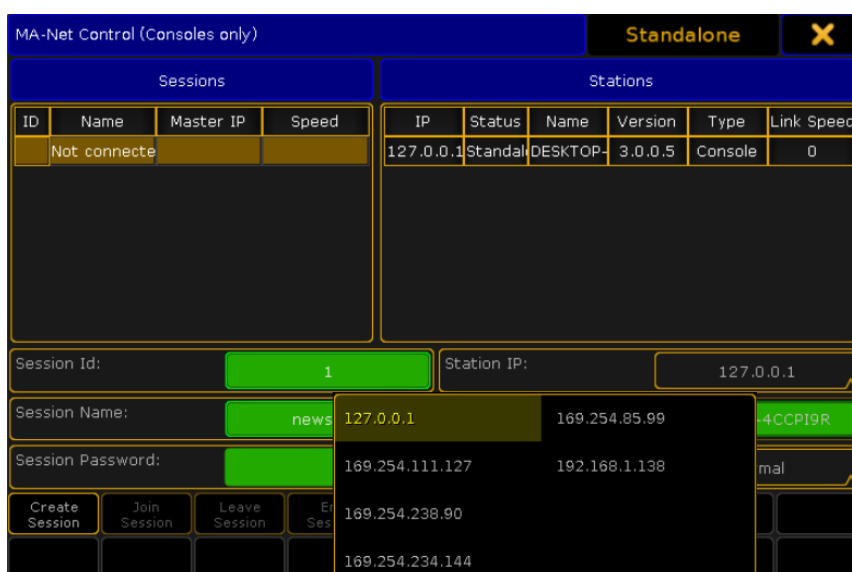 MA-Net Control (Consoles only) Standalone
Sessions Stations
ID Name Master IP Speed IP Status Name Version Type Link Speed
Not connecte 127.0.0.1 Standal DESKTOP- 3.0.0.5 Console 0
Session Id: 1 Station IP: 127.0.0.1
Session Name: news -4CCPI9R
127.0.0.1 169.254.85.99
Session Password: mal
169.254.111.127 192.168.1.138
Create Join Leave
Session Session Session Ses
169.254.238.90
169.254.234.144